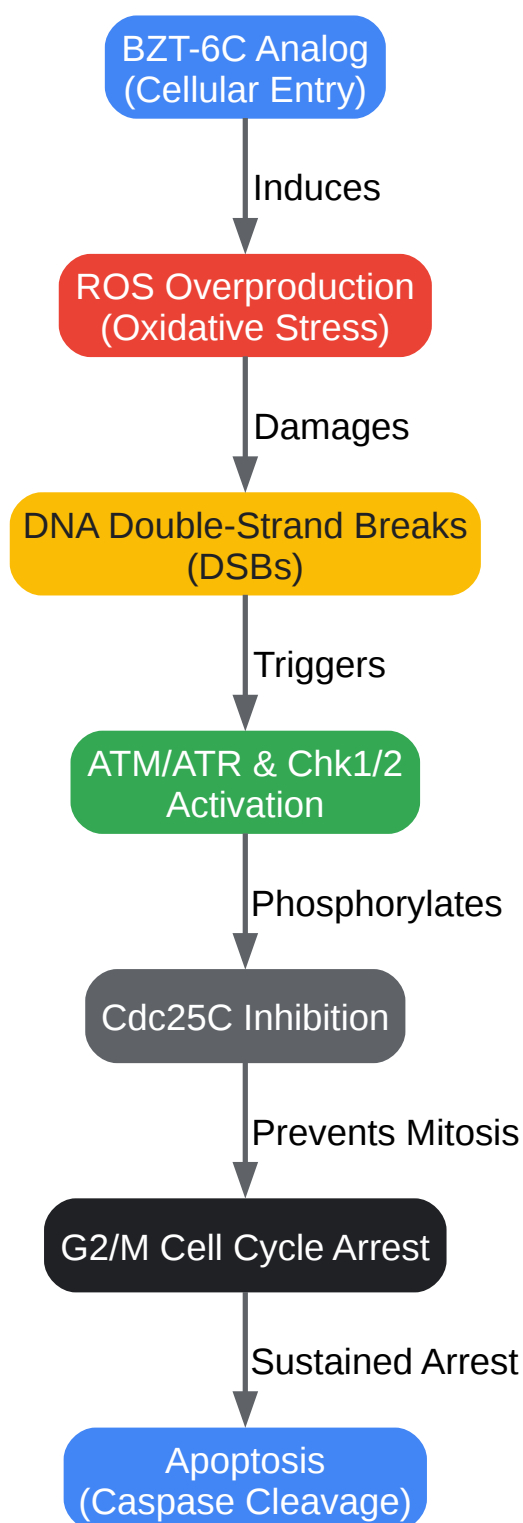 BZT-6C Analog
(Cellular Entry)
Induces
ROS Overproduction
(Oxidative Stress)
Damages
DNA Double-Strand Breaks
(DSBs)
Triggers
ATM/ATR & Chk1/2
Activation
Phosphorylates
Cdc25C Inhibition
Prevents Mitosis
G2/M Cell Cycle Arrest
Sustained Arrest
Apoptosis
(Caspase Cleavage)